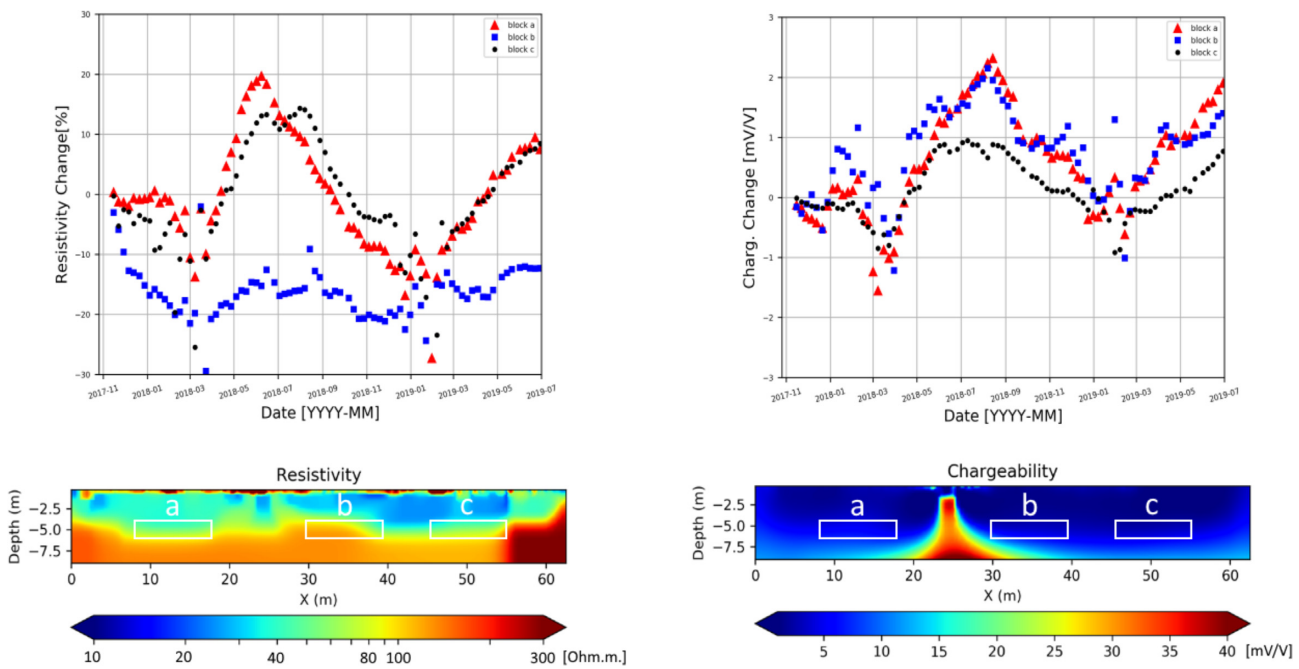 30
20
10
0
−10
−20
−30
Resistivity Change[%]
block a
block b
block c
2017-11
2018-01
2018-03
2018-05
2018-07
2018-09
2018-11
2019-01
2019-03
2019-05
2019-07
Date [YYYY-MM]
3
2
1
0
−1
−2
−3
Charg. Change [mV/V]
block a
block b
block c
2017-11
2018-01
2018-03
2018-05
2018-07
2018-09
2018-11
2019-01
2019-03
2019-05
2019-07
Date [YYYY-MM]
Resistivity
Depth (m)
−2.5
−5.0
−7.5
a
b
c
0 10 20 30 40 50 60
X (m)
10 20 40 80 100 300 [Ohm.m.]
Chargeability
Depth (m)
−2.5
−5.0
−7.5
a
b
c
0 10 20 30 40 50 60
X (m)
5 10 15 20 25 30 35 40 [mV/V]